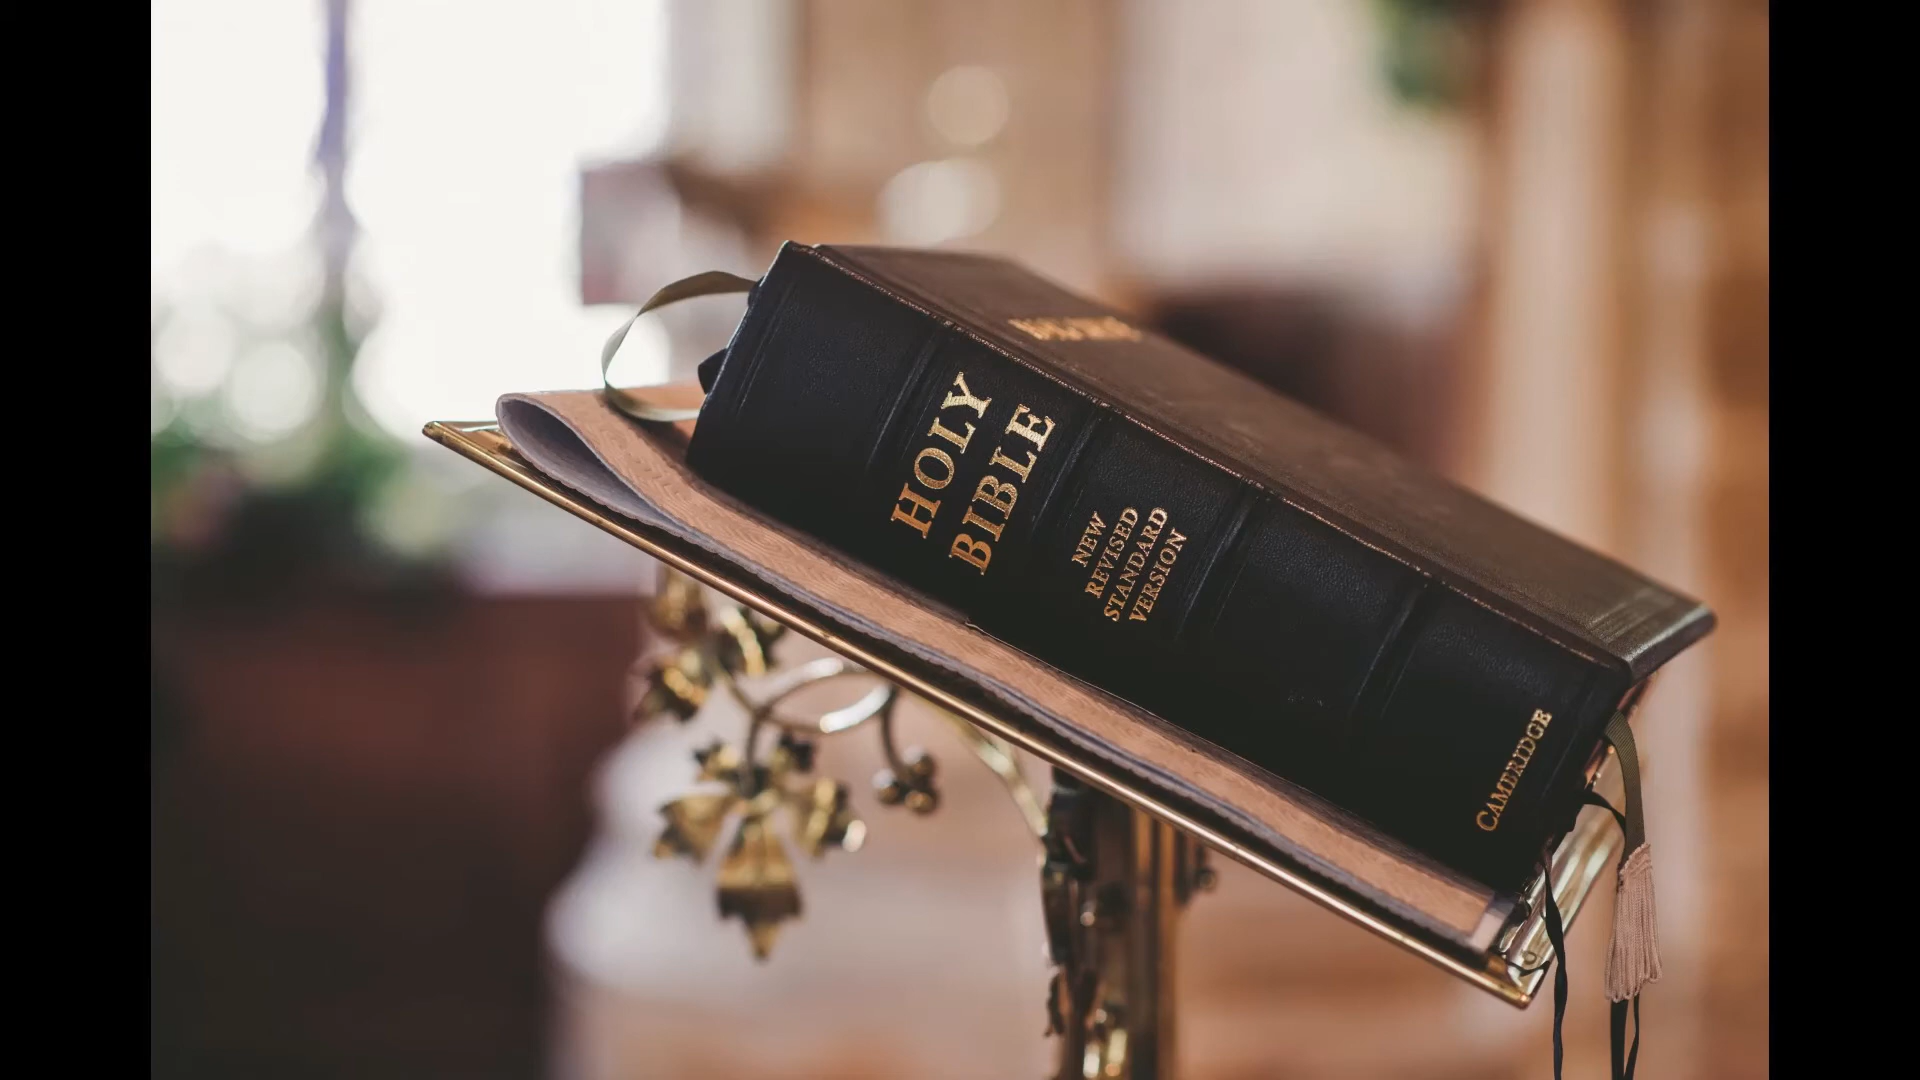 HOLY
BIBLE
NEW
REVISED
STANDARD
VERSION
CAMBRIDGE